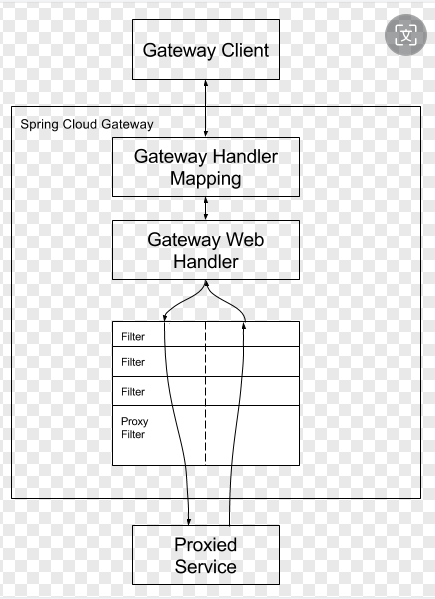 Gateway Client
Spring Cloud Gateway
Gateway Handler
Mapping
Gateway Web
Handler
Filter
Filter
Filter
Proxy
Filter
Proxied
Service